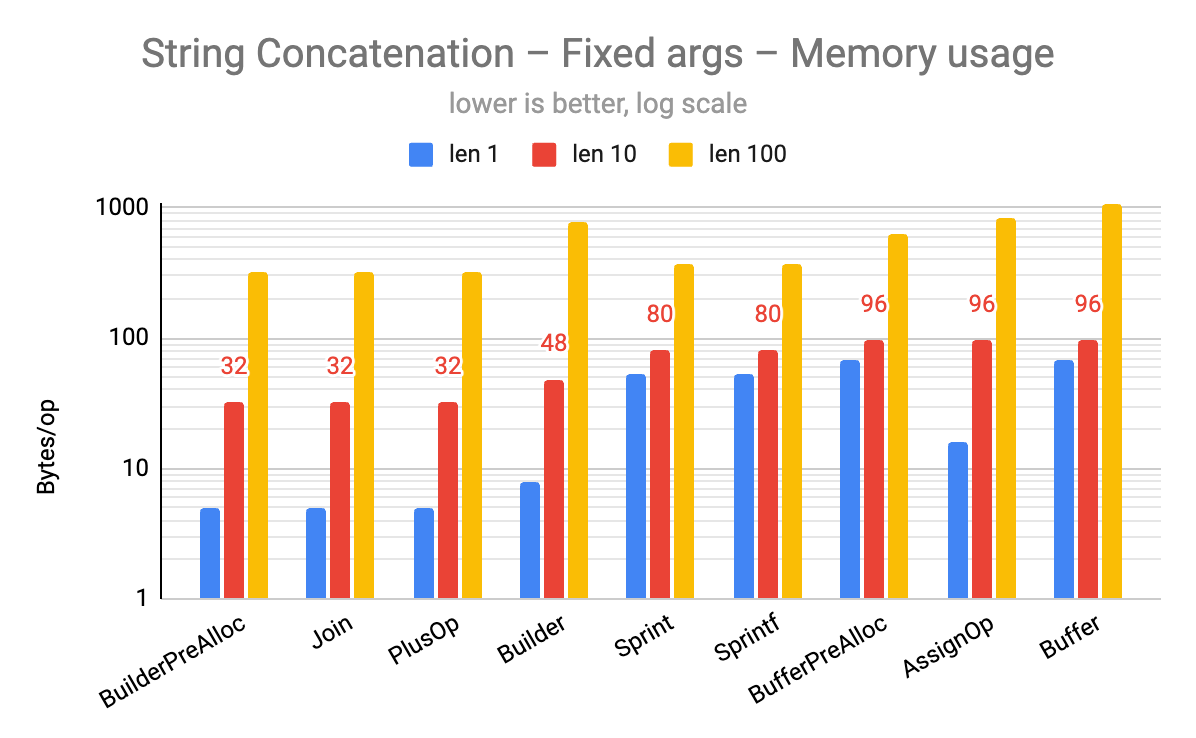 String Concatenation – Fixed args – Memory usage
lower is better, log scale
len 1 len 10 len 100
1000
100
10
1
Bytes/op
32 32 32 48 80 80 96 96 96
BuilderPreAlloc Join PlusOp Builder Sprint Sprintf BufferPreAlloc AssignOp Buffer